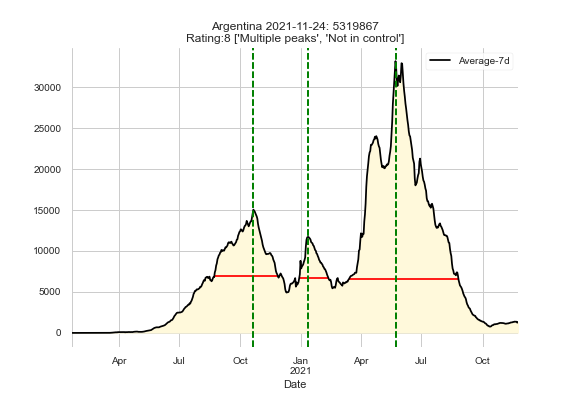 Argentina 2021-11-24: 5319867
Rating:8 ['Multiple peaks', 'Not in control']
Average-7d
30000
25000
20000
15000
10000
5000
0
Apr
Jul
Oct
Jan
2021
Apr
Jul
Oct
Date